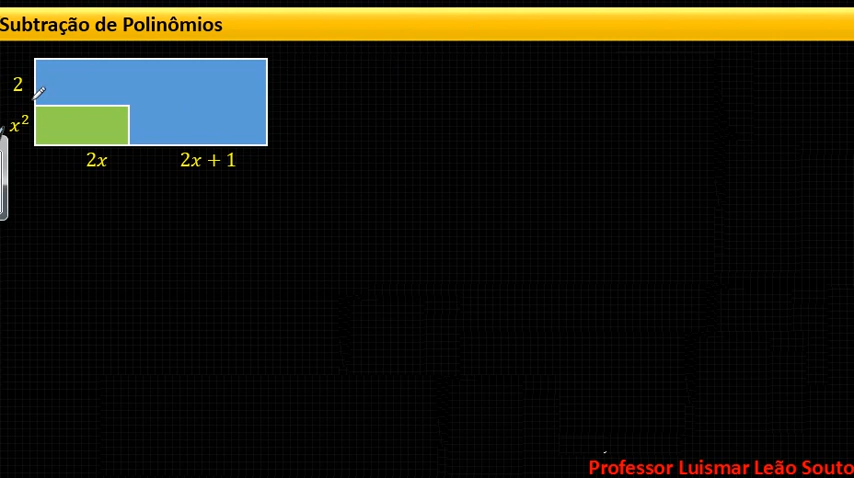 Subtração de Polinômios
2
x²
2x
2x + 1
Professor Luismar Leão Souto